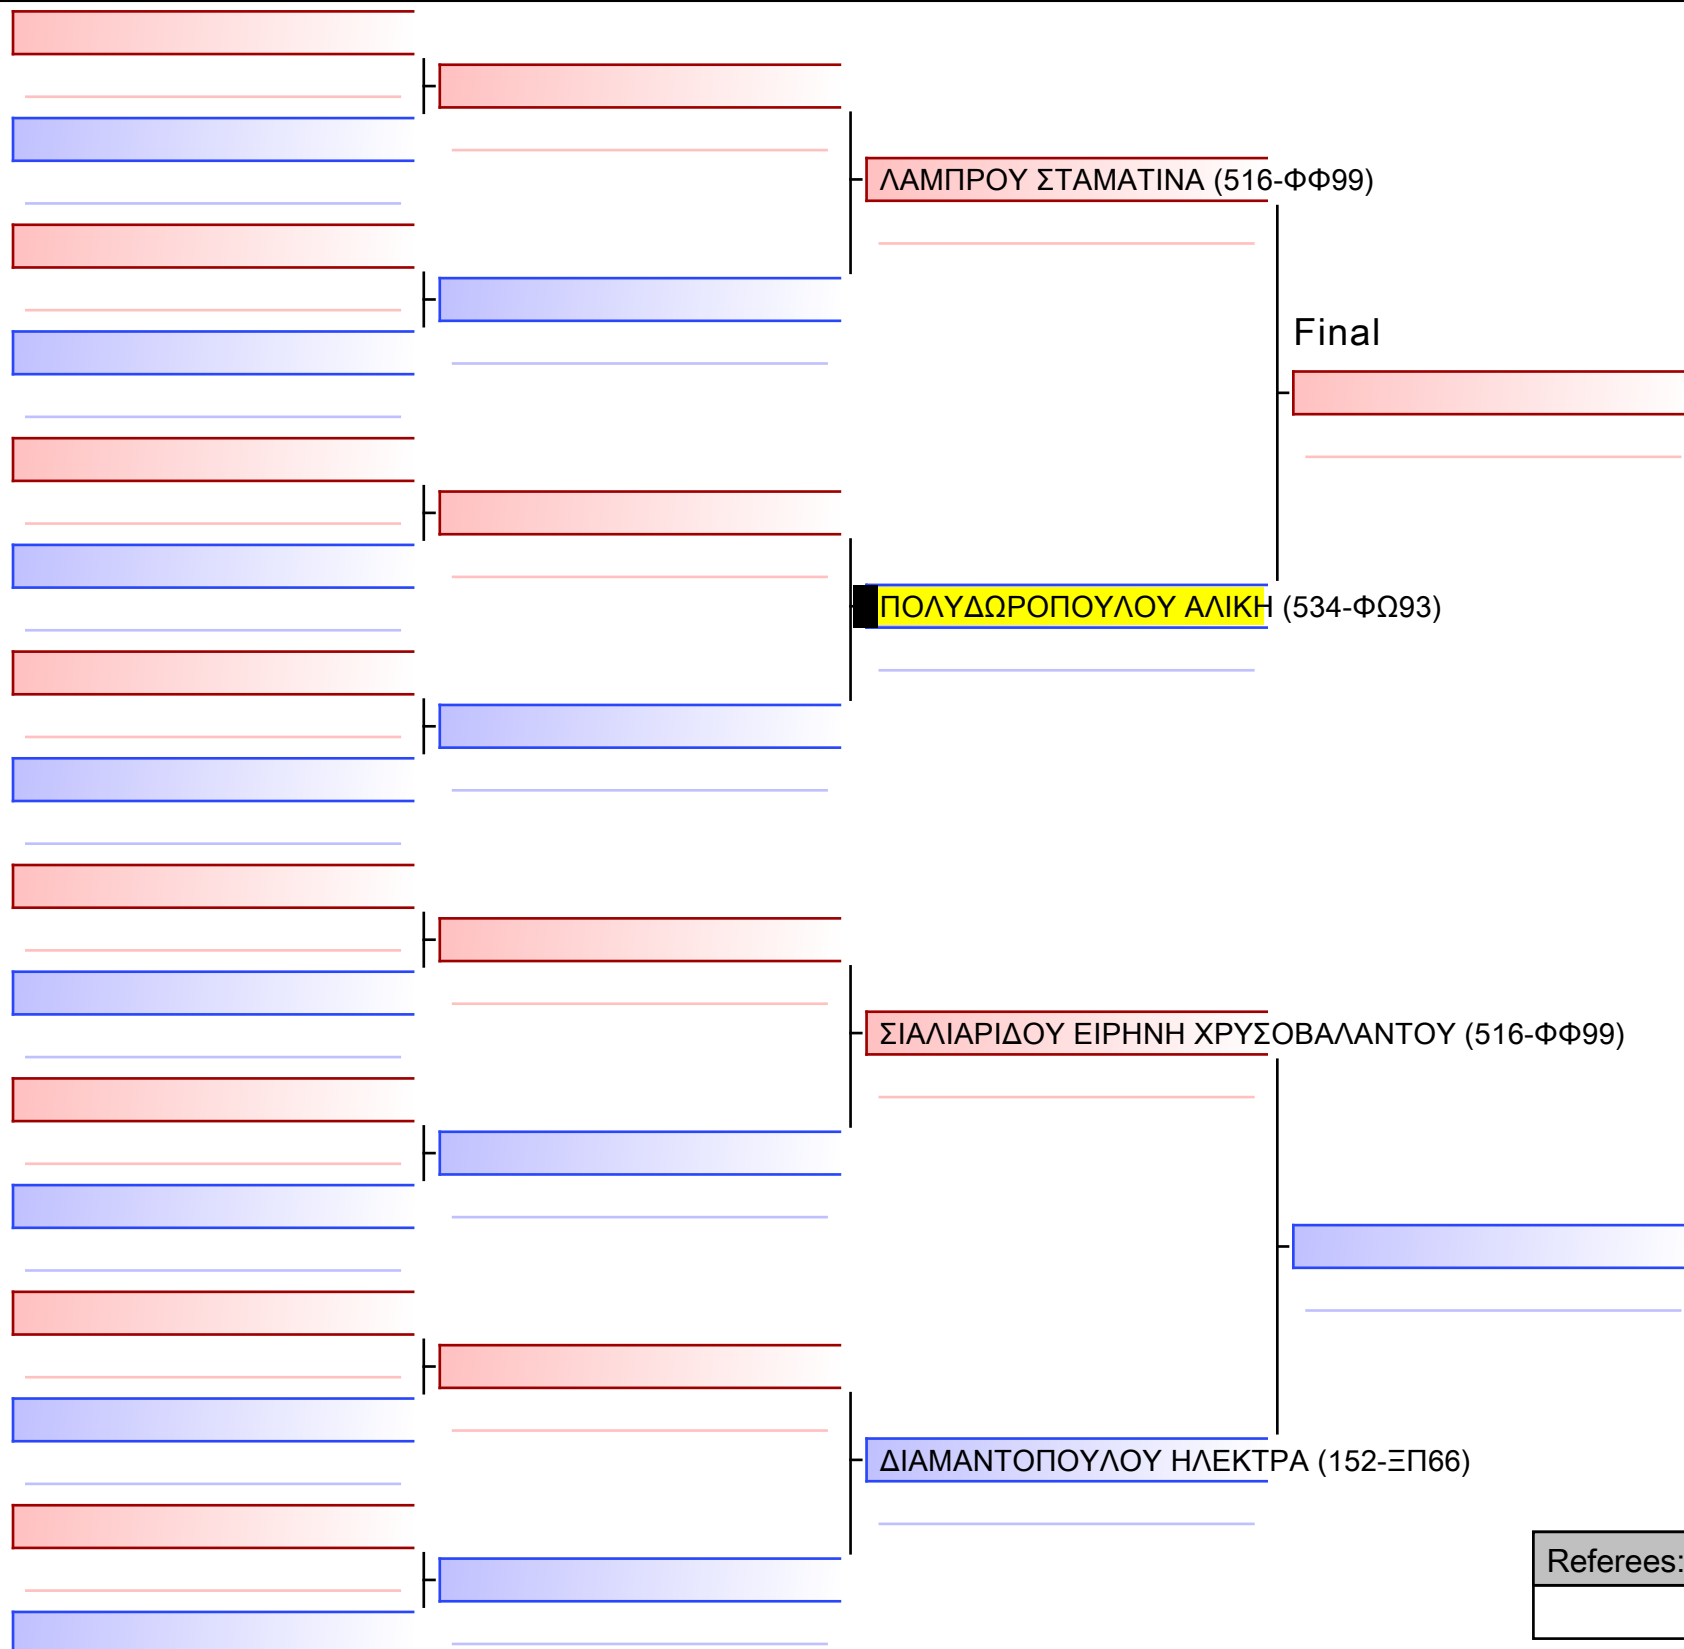 ΛΑΜΠΡΟΥ ΣΤΑΜΑΤΙΝΑ (516-ΦΦ99)
Final
ΠΟΛΥΔΩΡΟΠΟΥΛΟΥ ΑΛΙΚΗ (534-ΦΩ93)
ΣΙΑΛΙΑΡΙΔΟΥ ΕΙΡΗΝΗ ΧΡΥΣΟΒΑΛΑΝΤΟΥ (516-ΦΦ99)
ΔΙΑΜΑΝΤΟΠΟΥΛΟΥ ΗΛΕΚΤΡΑ (152-ΞΠ66)
Referees: